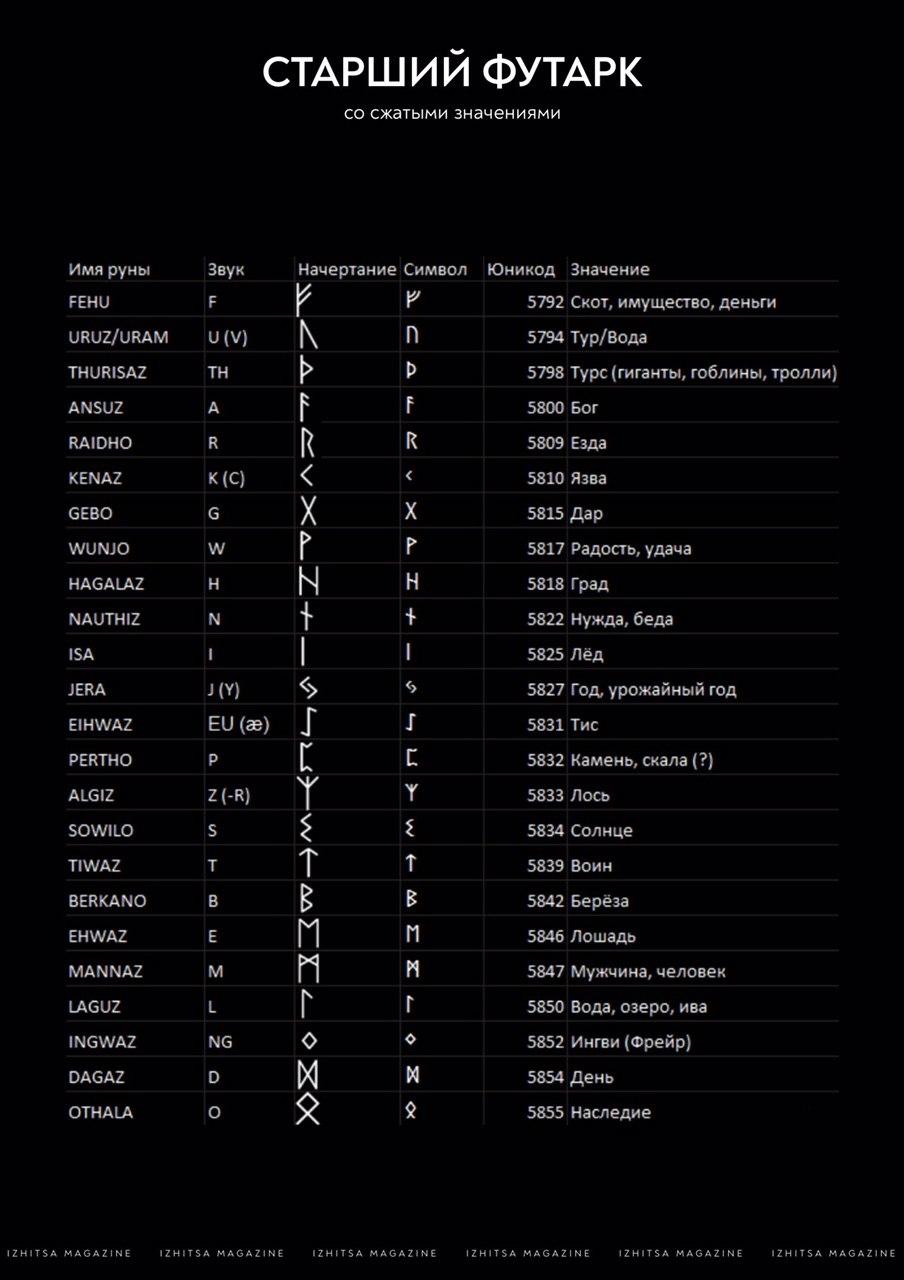 СТАРШИЙ ФУТАРК
со сжатыми значениями
Имя руны Звук Начертание Символ Юникод Значение
FEHU F ᚠ ᚠ 5792 Скот, имущество, деньги
URUZ/URAM U (V) ᚢ ᚢ 5794 Тур/Вода
THURISAZ TH ᚦ ᚦ 5798 Турс (гиганты, гоблины, тролли)
ANSUZ A ᚨ ᚨ 5800 Бог
RAIDHO R ᚱ ᚱ 5809 Езда
KENAZ K (C) ᚲ ᚲ 5810 Язва
GEBO G ᚷ ᚷ 5815 Дар
WUNJO W ᚹ ᚹ 5817 Радость, удача
HAGALAZ H ᚺ ᚺ 5818 Град
NAUTHIZ N ᚾ ᚾ 5822 Нужда, беда
ISA I ᛁ ᛁ 5825 Лёд
JERA J (Y) ᛃ ᛃ 5827 Год, урожайный год
EIHWAZ EU (æ) ᛇ ᛇ 5831 Тис
PERTHO P ᛈ ᛈ 5832 Камень, скала (?)
ALGIZ Z (-R) ᛉ ᛉ 5833 Лось
SOWILO S ᛊ ᛊ 5834 Солнце
TIWAZ T ᛏ ᛏ 5839 Воин
BERKANO B ᛒ ᛒ 5842 Берёза
EHWAZ E ᛖ ᛖ 5846 Лошадь
MANNAZ M ᛗ ᛗ 5847 Мужчина, человек
LAGUZ L ᛚ ᛚ 5850 Вода, озеро, ива
INGWAZ NG ᛜ ᛜ 5852 Ингви (Фрейр)
DAGAZ D ᛞ ᛞ 5854 День
OTHALA O ᛟ ᛟ 5855 Наследие
IZHITSA MAGAZINE IZHITSA MAGAZINE IZHITSA MAGAZINE IZHITSA MAGAZINE IZHITSA MAGAZINE IZHITSA MAGAZINE